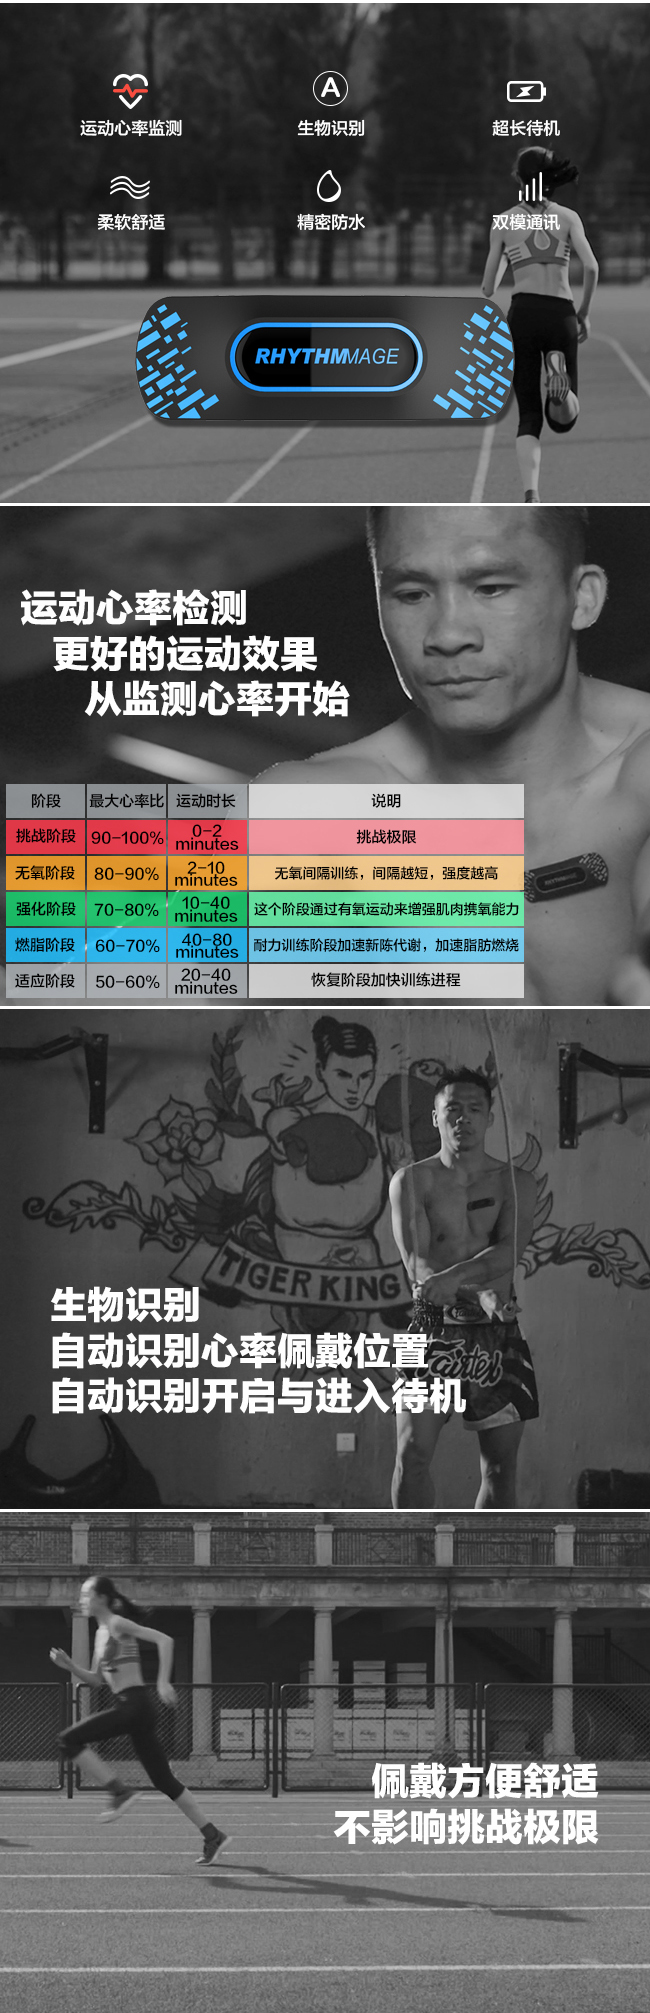 运动心率监测
生物识别
超长待机
柔软舒适
精密防水
双模通讯
RHYTHMMAGE
运动心率检测
更好的运动效果
从监测心率开始
阶段 最大心率比 运动时长 说明
挑战阶段 90-100% 0-2 minutes 挑战极限
无氧阶段 80-90% 2-10 minutes 无氧间隔训练，间隔越短，强度越高
强化阶段 70-80% 10-40 minutes 这个阶段通过有氧运动来增强肌肉携氧能力
燃脂阶段 60-70% 40-80 minutes 耐力训练阶段加速新陈代谢，加速脂肪燃烧
适应阶段 50-60% 20-40 minutes 恢复阶段加快训练进程
TIGER KING
生物识别
自动识别心率佩戴位置
Fairtex
自动识别开启与进入待机
佩戴方便舒适
不影响挑战极限